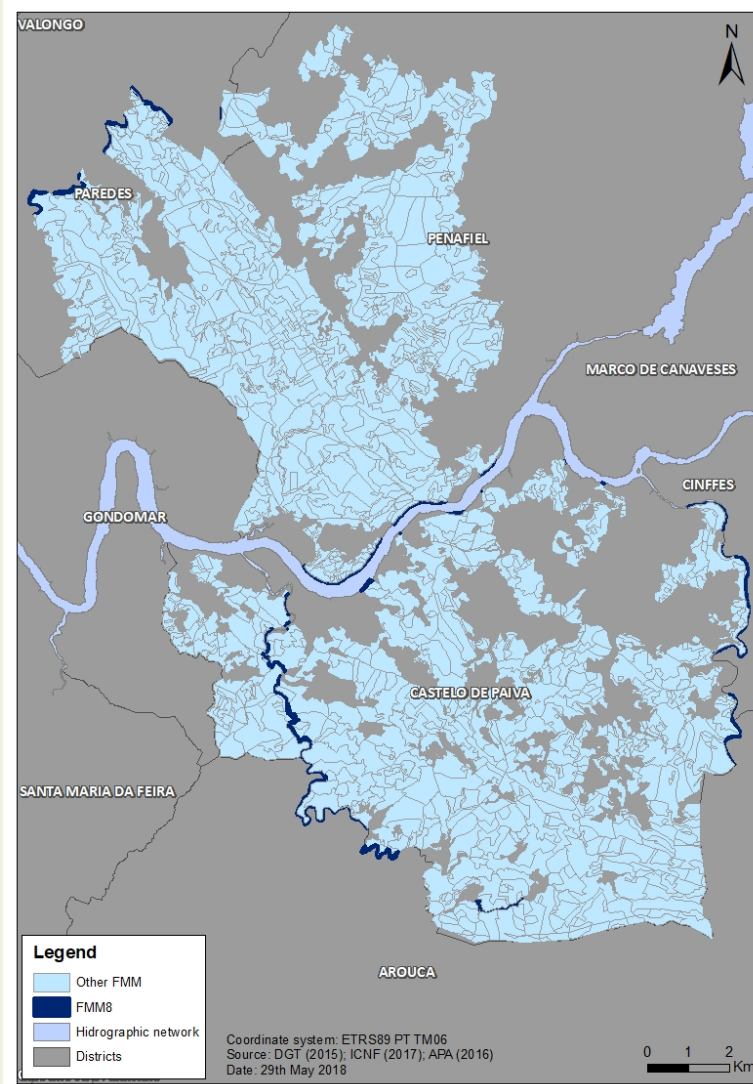 VALONGO
N
PAREDES
PENAFIEL
MARCO DE CANAVESES
CINFFES
GONDOMAR
CASTELO DE PAIVA
SANTA MARIA DA FEIRA
AROUCA
Legend
Other FMM
FMM8
Hidrographic network
Districts
Coordinate system: ETRS89 PT TM06
Source: DGT (2015); ICNF (2017); APA (2016)
Date: 29th May 2018
0 1 2
Km